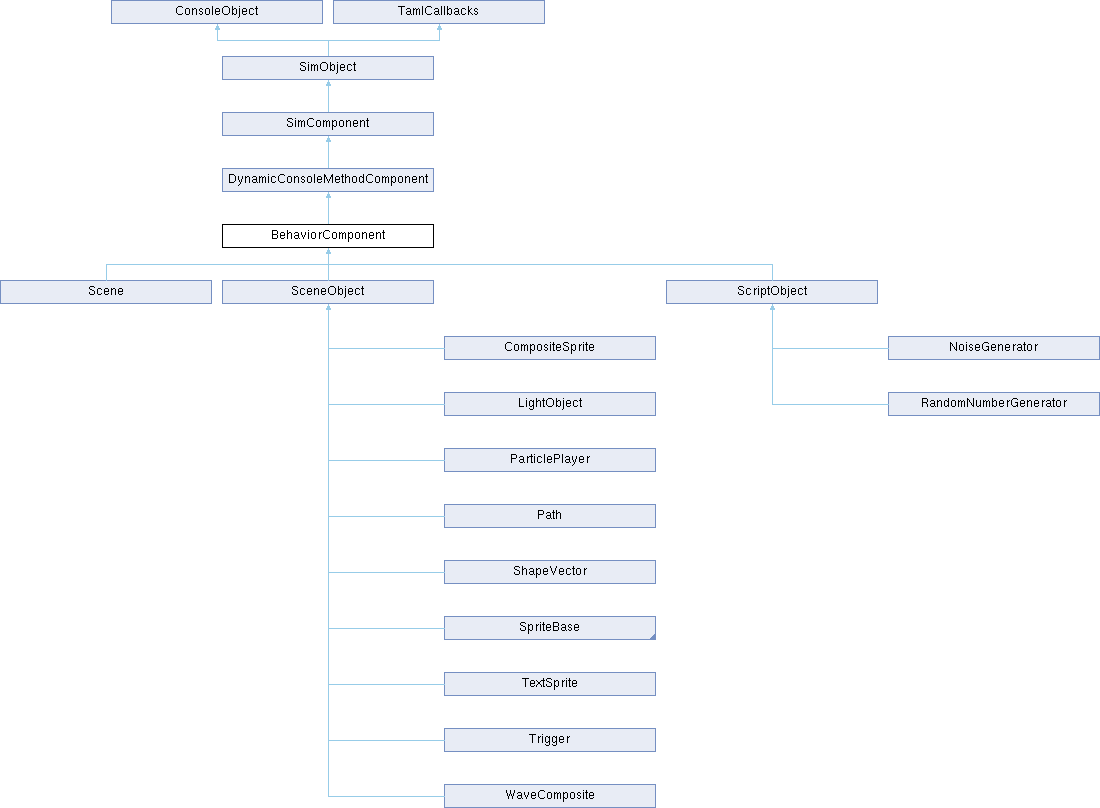 ConsoleObject
TamlCallbacks
SimObject
SimComponent
DynamicConsoleMethodComponent
BehaviorComponent
Scene
SceneObject
ScriptObject
CompositeSprite
NoiseGenerator
LightObject
RandomNumberGenerator
ParticlePlayer
Path
ShapeVector
SpriteBase
TextSprite
Trigger
WaveComposite